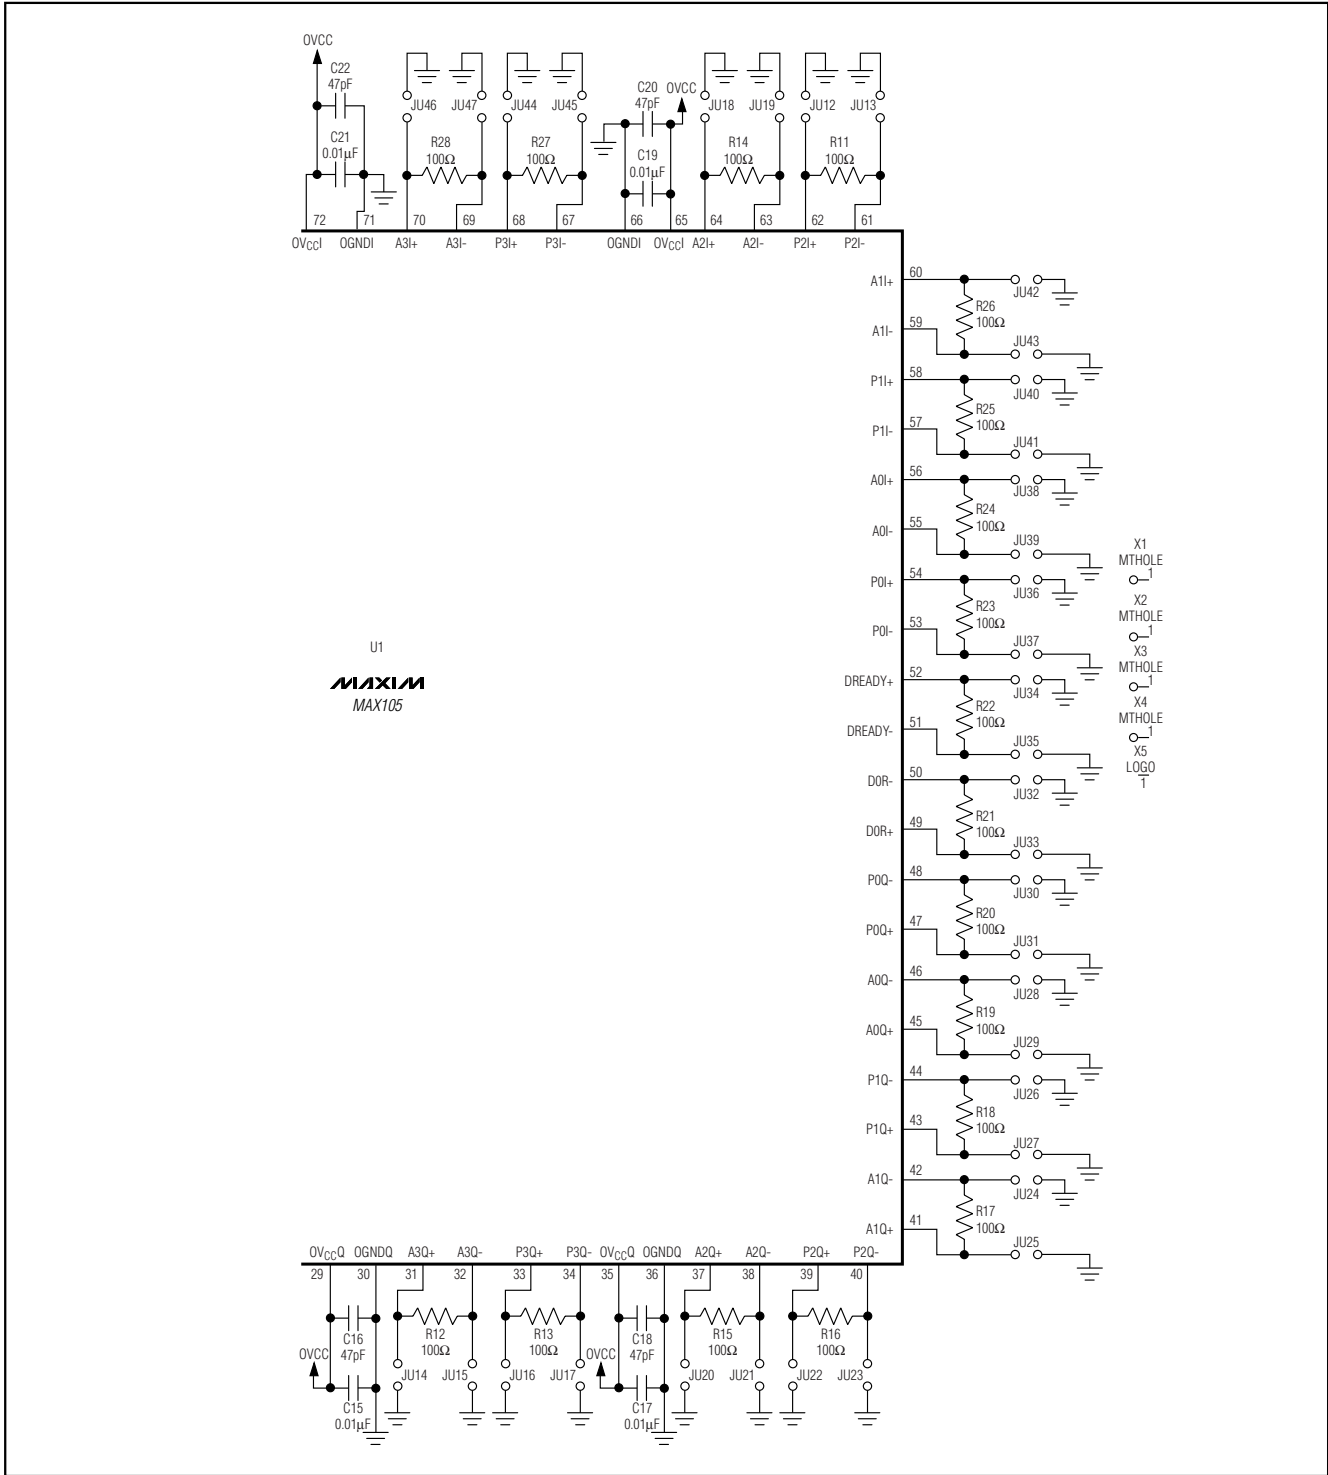 OVCC
C22
47pF
C21
0.01µF
JU46 JU47 JU44 JU45
R28
100Ω
R27
100Ω
C20
47pF
OVCC
C19
0.01µF
JU18 JU19 JU12 JU13
R14
100Ω
R11
100Ω
72 71 70 69 68 67 66 65 64 63 62 61
OVCCI OGNDI A3I+ A3I- P3I+ P3I- OGNDI OVCCI A2I+ A2I- P2I+ P2I-
A1I+ 60
JU42
R26
100Ω
A1I- 59
JU43
P1I+ 58
JU40
R25
100Ω
P1I- 57
JU41
A0I+ 56
JU38
R24
100Ω
A0I- 55
JU39
P0I+ 54
JU36
R23
100Ω
P0I- 53
JU37
DREADY+ 52
JU34
R22
100Ω
DREADY- 51
JU35
D0R- 50
JU32
R21
100Ω
D0R+ 49
JU33
P0Q- 48
JU30
R20
100Ω
P0Q+ 47
JU31
A0Q- 46
JU28
R19
100Ω
A0Q+ 45
JU29
P1Q- 44
JU26
R18
100Ω
P1Q+ 43
JU27
A1Q- 42
JU24
R17
100Ω
A1Q+ 41
JU25
X1
MTHOLE
1
X2
MTHOLE
1
X3
MTHOLE
1
X4
MTHOLE
1
X5
LOGO
1
U1
MAXIM
MAX105
OVCCQ OGNDQ A3Q+ A3Q- P3Q+ P3Q- OVCCQ OGNDQ A2Q+ A2Q- P2Q+ P2Q-
29 30 31 32 33 34 35 36 37 38 39 40
C16
47pF
OVCC
C15
0.01µF
R12
100Ω
JU14 JU15
R13
100Ω
JU16 JU17
C18
47pF
OVCC
C17
0.01µF
R15
100Ω
JU20 JU21
R16
100Ω
JU22 JU23